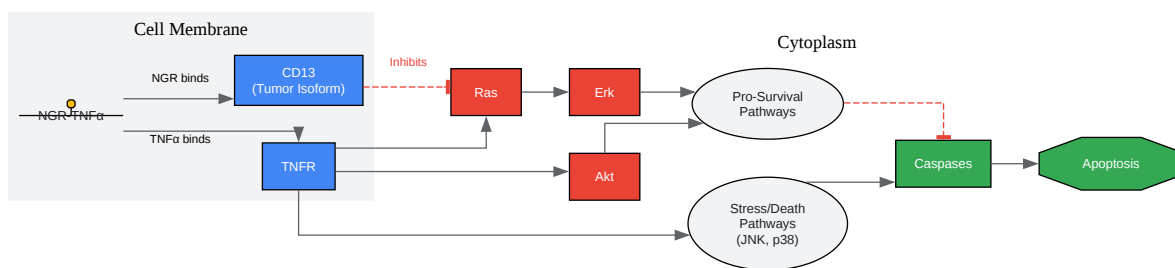 Cell Membrane
Cytoplasm
NGR binds
CD13
(Tumor Isoform)
Inhibits
Ras
Erk
Pro-Survival
Pathways
NGR-TNFα
TNFα binds
TNFR
Akt
Caspases
Apoptosis
Stress/Death
Pathways
(JNK, p38)